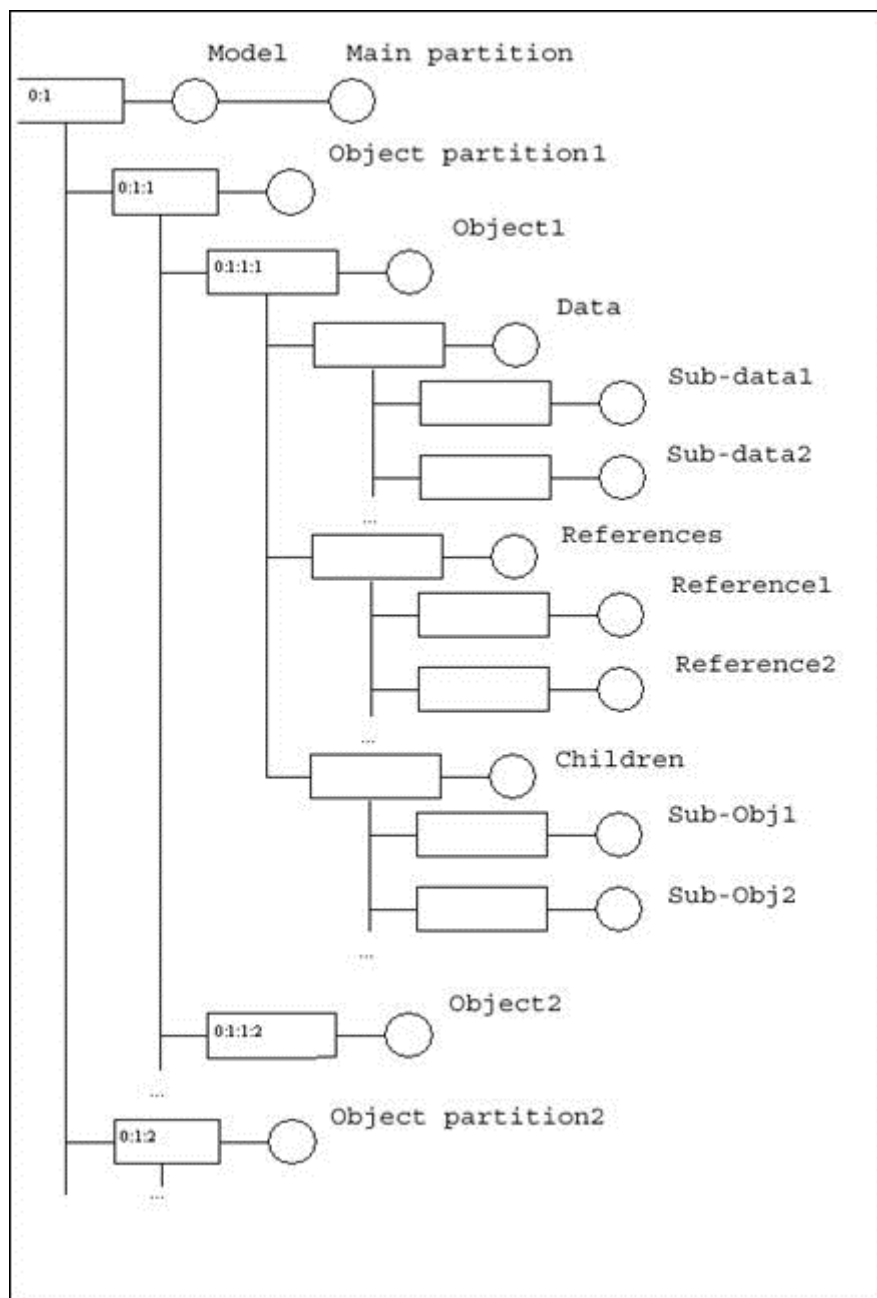 Model Main partition
0:1
Object partition1
0:1:1
Object1
0:1:1:1
Data
Sub-data1
Sub-data2
...
References
Reference1
Reference2
...
Children
Sub-Obj1
Sub-Obj2
...
Object2
0:1:1:2
...
Object partition2
0:1:2
...